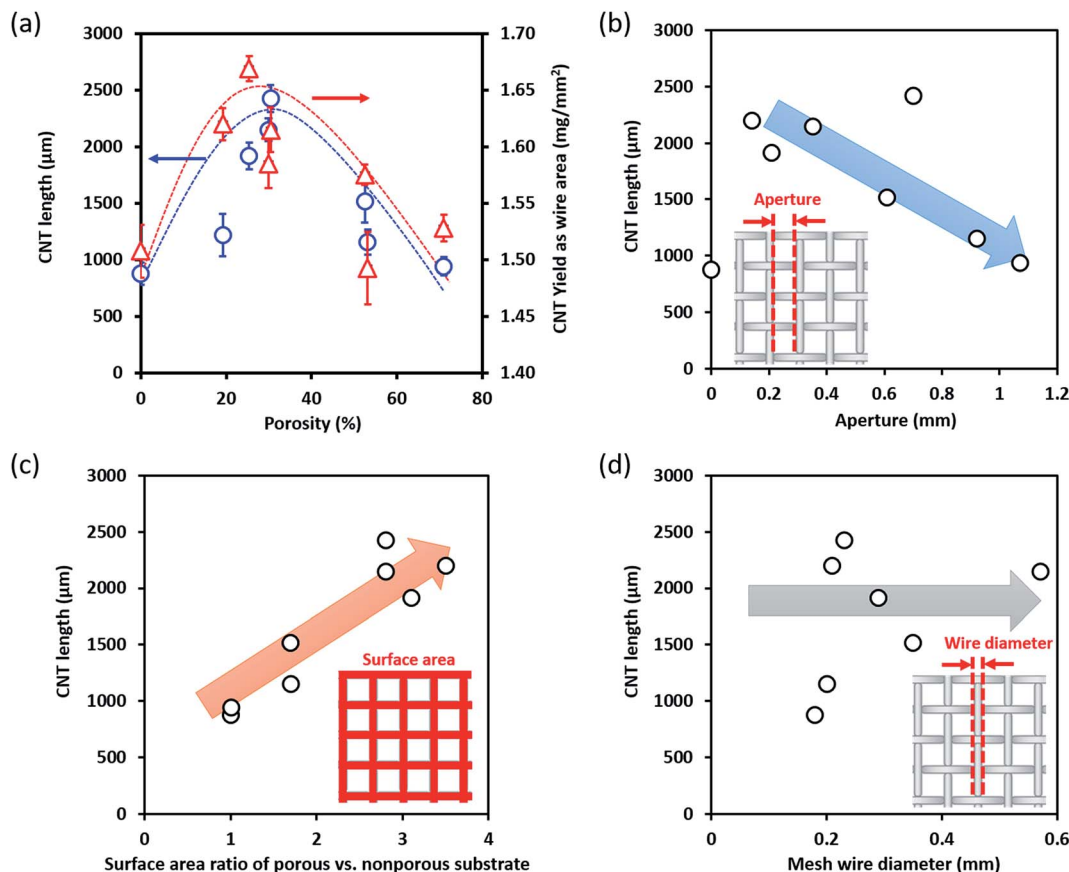 (a)
3000
2500
2000
1500
1000
500
0
CNT length (µm)
1.70
1.65
1.60
1.55
1.50
1.45
1.40
CNT Yield as wire area (mg/mm²)
0 20 40 60 80
Porosity (%)
(b)
3000
2500
2000
1500
1000
500
0
CNT length (µm)
Aperture
0 0.2 0.4 0.6 0.8 1 1.2
Aperture (mm)
(c)
3000
2500
2000
1500
1000
500
0
CNT length (µm)
Surface area
0 1 2 3 4
Surface area ratio of porous vs. nonporous substrate
(d)
3000
2500
2000
1500
1000
500
0
CNT length (µm)
Wire diameter
0 0.2 0.4 0.6
Mesh wire diameter (mm)